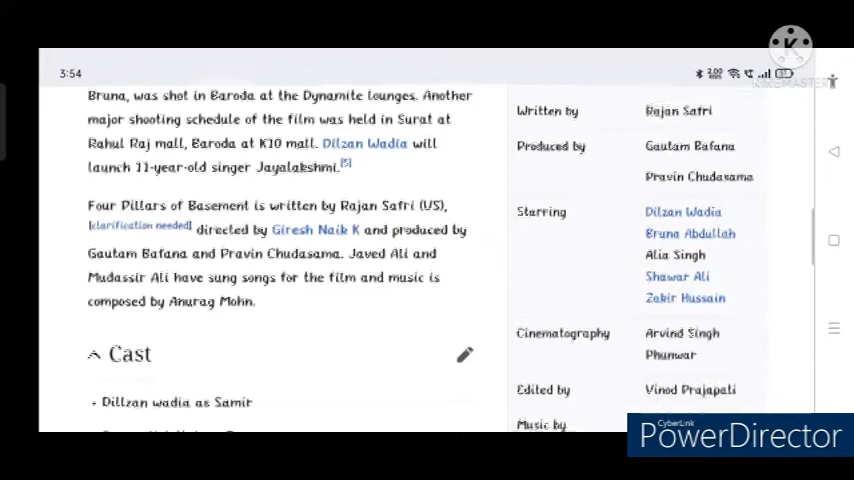 3:54
KINEMASTER
Bruna, was shot in Baroda at the Dynamite lounges. Another
major shooting schedule of the film was held in Surat at
Rahul Raj mall, Baroda at K10 mall. Dilzan Wadia will
launch 11-year-old singer Jayalakshmi.[5]
Four Pillars of Basement is written by Rajan Safri (US),
[clarification needed] directed by Giresh Naik K and produced by
Gautam Bafana and Pravin Chudasama. Javed Ali and
Mudassir Ali have sung songs for the film and music is
composed by Anurag Mohn.
Cast
Dillzan wadia as Samir
Written by Rajan Safri
Produced by Gautam Bafana
Pravin Chudasama
Starring Dilzan Wadia
Bruna Abdullah
Alia Singh
Shawar Ali
Zakir Hussain
Cinematography Arvind Singh
Phunwar
Edited by Vinod Prajapati
Music by
CyberLink
PowerDirector